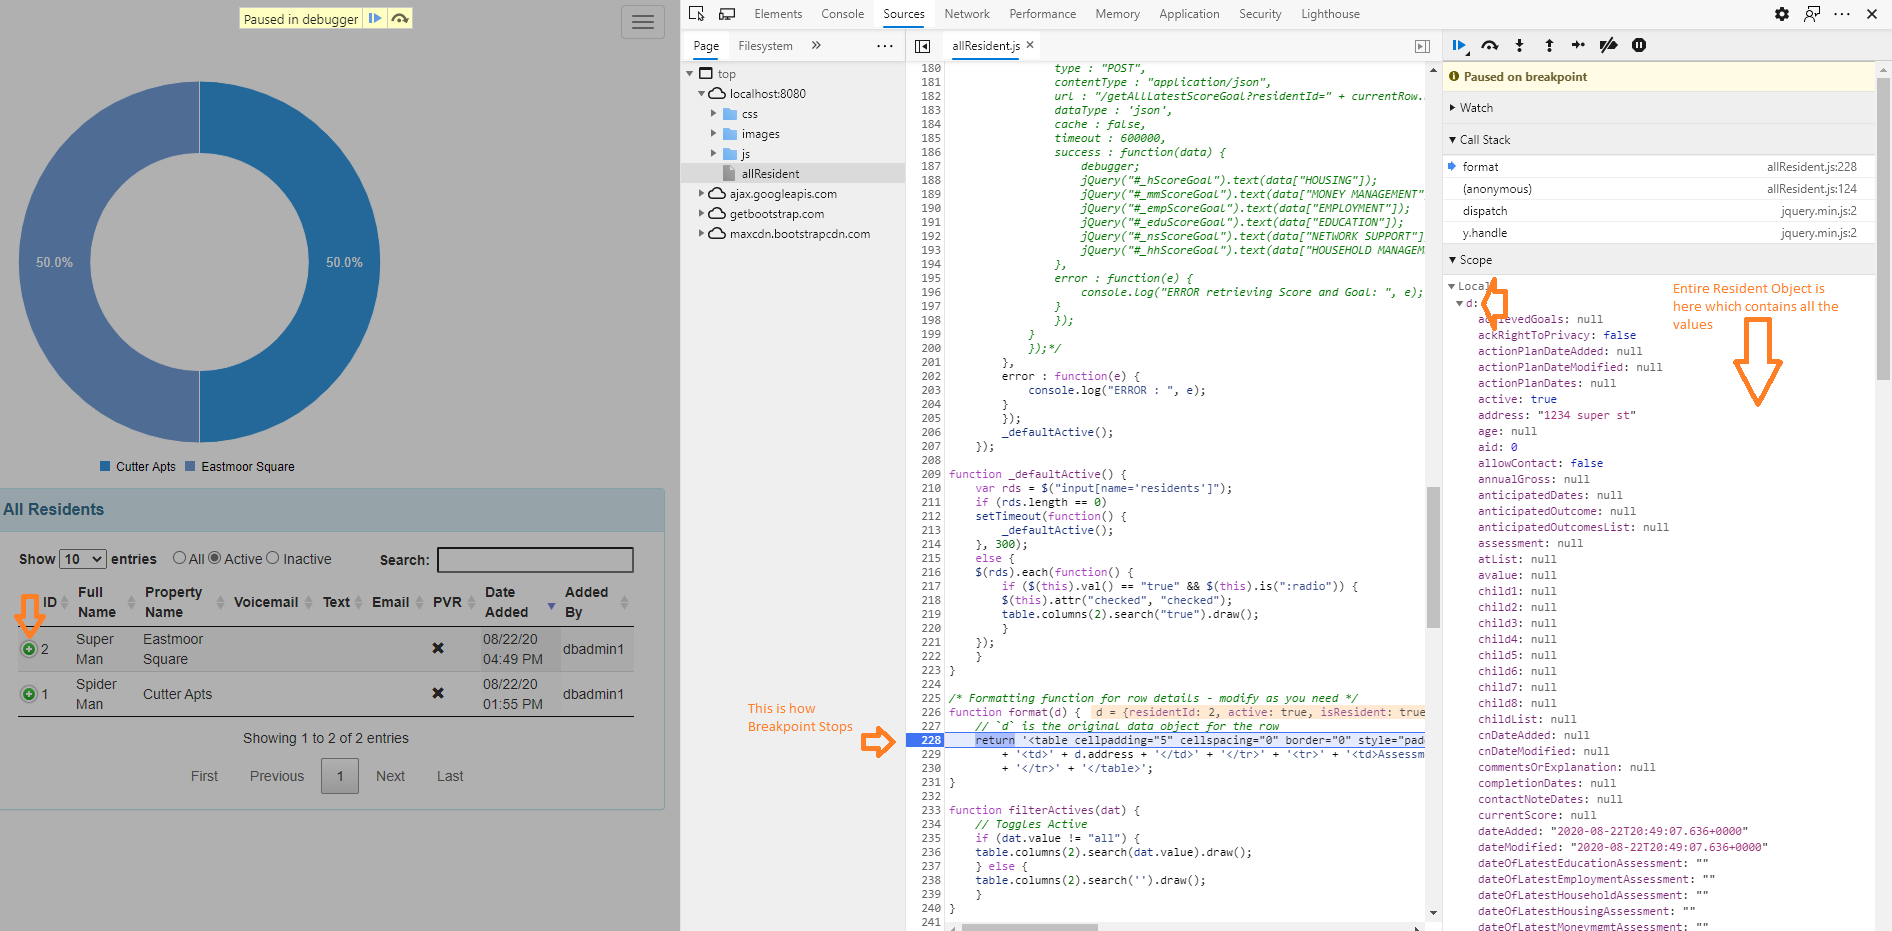 Paused in debugger
50.0%
50.0%
Cutter Apts Eastmoor Square
All Residents
Show 10 entries All Active Inactive Search:
ID Full Name Property Name Voicemail Text Email PVR Date Added Added By
2 Super Man Eastmoor Square 08/22/20 04:49 PM dbadmin1
1 Spider Man Cutter Apts 08/22/20 01:55 PM dbadmin1
Showing 1 to 2 of 2 entries
First Previous 1 Next Last
Elements Console Sources Network Performance Memory Application Security Lighthouse
Page Filesystem
top
localhost:8080
css
images
js
allResident
ajax.googleapis.com
getbootstrap.com
maxcdn.bootstrapcdn.com
This is how
Breakpoint Stops
allResident.js
180 type : "POST",
181 contentType : "application/json",
182 url : "/getAllLatestScoreGoal?residentId=" + currentRow.
183 dataType : 'json',
184 cache : false,
185 timeout : 600000,
186 success : function(data) {
187 debugger;
188 jQuery("#_hScoreGoal").text(data["HOUSING"]);
189 jQuery("#_mmScoreGoal").text(data["MONEY MANAGEMENT"
190 jQuery("#_empScoreGoal").text(data["EMPLOYMENT"]);
191 jQuery("#_eduScoreGoal").text(data["EDUCATION"]);
192 jQuery("#_nsScoreGoal").text(data["NETWORK SUPPORT"]
193 jQuery("#_hhScoreGoal").text(data["HOUSEHOLD MANAGEM
194 },
195 error : function(e) {
196 console.log("ERROR retrieving Score and Goal: ", e);
197 }
198 });
199 }
200 });*/
201 },
202 error : function(e) {
203 console.log("ERROR : ", e);
204 }
205 });
206 _defaultActive();
207 });
208
209 function _defaultActive() {
210 var rds = $("input[name='residents']");
211 if (rds.length == 0)
212 setTimeout(function() {
213 _defaultActive();
214 }, 300);
215 else {
216 $(rds).each(function() {
217 if ($(this).val() == "true" && $(this).is(":radio")) {
218 $(this).attr("checked", "checked");
219 table.columns(2).search("true").draw();
220 }
221 });
222 }
223 }
224
225 /* Formatting function for row details - modify as you need */
226 function format(d) { d = {residentId: 2, active: true, isResident: true
227 // `d` is the original data object for the row
228 return '<table cellpadding="5" cellspacing="0" border="0" style="padd
229 + '<td>' + d.address + '</td>' + '</tr>' + '<tr>' + '<td>Assessm
230 + '</tr>' + '</table>';
231 }
232
233 function filterActives(dat) {
234 // Toggles Active
235 if (dat.value != "all") {
236 table.columns(2).search(dat.value).draw();
237 } else {
238 table.columns(2).search('').draw();
239 }
240 }
241
Paused on breakpoint
Watch
Call Stack
format allResident.js:228
(anonymous) allResident.js:124
dispatch jquery.min.js:2
y.handle jquery.min.js:2
Scope
Local
d:
Entire Resident Object is
here which contains all the
values
achievedGoals: null
ackRightToPrivacy: false
actionPlanDateAdded: null
actionPlanDateModified: null
actionPlanDates: null
active: true
address: "1234 super st"
age: null
aid: 0
allowContact: false
annualGross: null
anticipatedDates: null
anticipatedOutcome: null
anticipatedOutcomesList: null
assessment: null
atList: null
avalue: null
child1: null
child2: null
child3: null
child4: null
child5: null
child6: null
child7: null
child8: null
childList: null
cnDateAdded: null
cnDateModified: null
commentsOrExplanation: null
completionDates: null
contactNoteDates: null
currentScore: null
dateAdded: "2020-08-22T20:49:07.636+0000"
dateModified: "2020-08-22T20:49:07.636+0000"
dateOfLatestEducationAssessment: ""
dateOfLatestEmploymentAssessment: ""
dateOfLatestHouseholdAssessment: ""
dateOfLatestHousingAssessment: ""
dateOfLatestMoneymgmtAssessment: ""